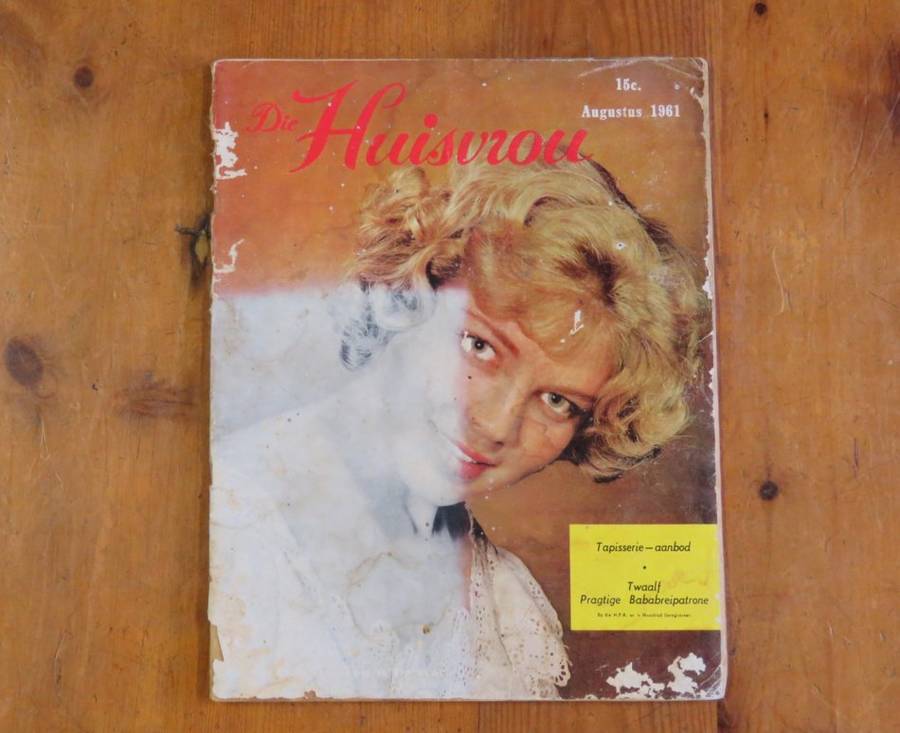 15c.
Augustus 1961
Die Huisvrou
Tapisserie — aanbod
•
Twaalf
Pragtige Bababreipatrone